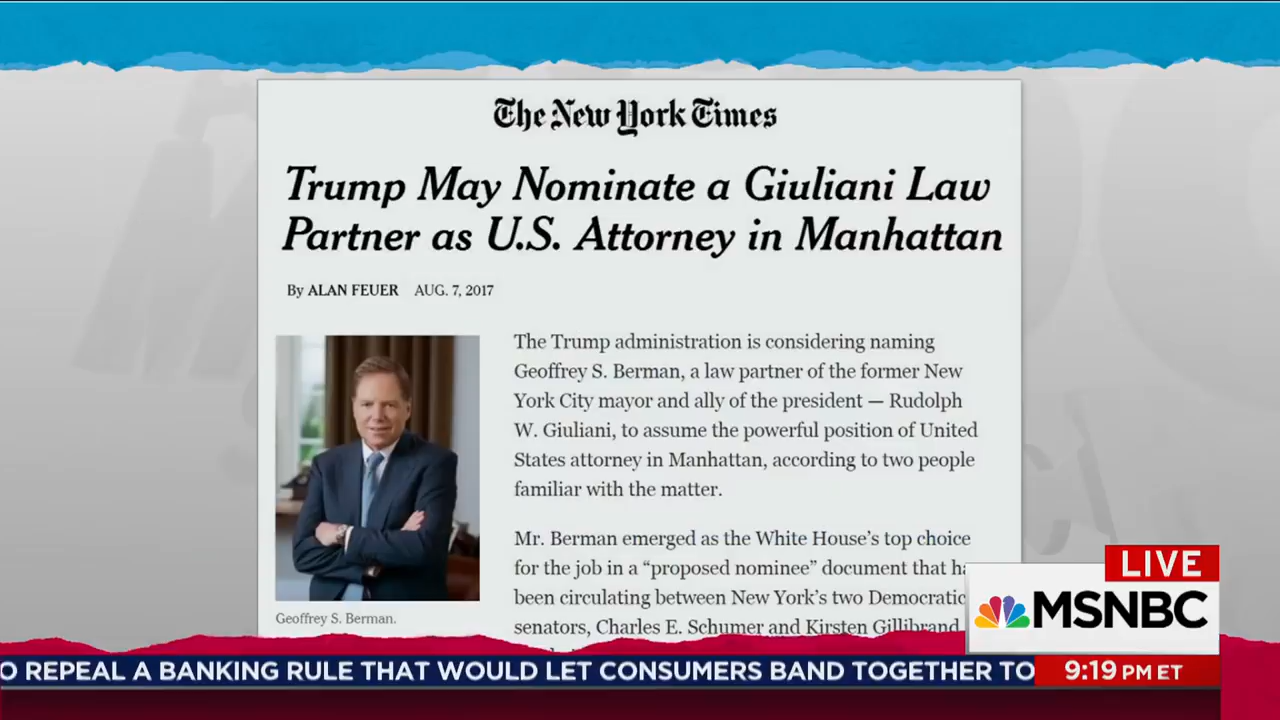 The New York Times
Trump May Nominate a Giuliani Law
Partner as U.S. Attorney in Manhattan
By ALAN FEUER AUG. 7, 2017
The Trump administration is considering naming
Geoffrey S. Berman, a law partner of the former New
York City mayor and ally of the president — Rudolph
W. Giuliani, to assume the powerful position of United
States attorney in Manhattan, according to two people
familiar with the matter.
Mr. Berman emerged as the White House's top choice
for the job in a “proposed nominee” document that
been circulating between New York's two Democratic
senators, Charles E. Schumer and Kirsten Gillibrand
Geoffrey S. Berman.
LIVE
MSNBC
O REPEAL A BANKING RULE THAT WOULD LET CONSUMERS BAND TOGETHER TO
9:19 PM ET